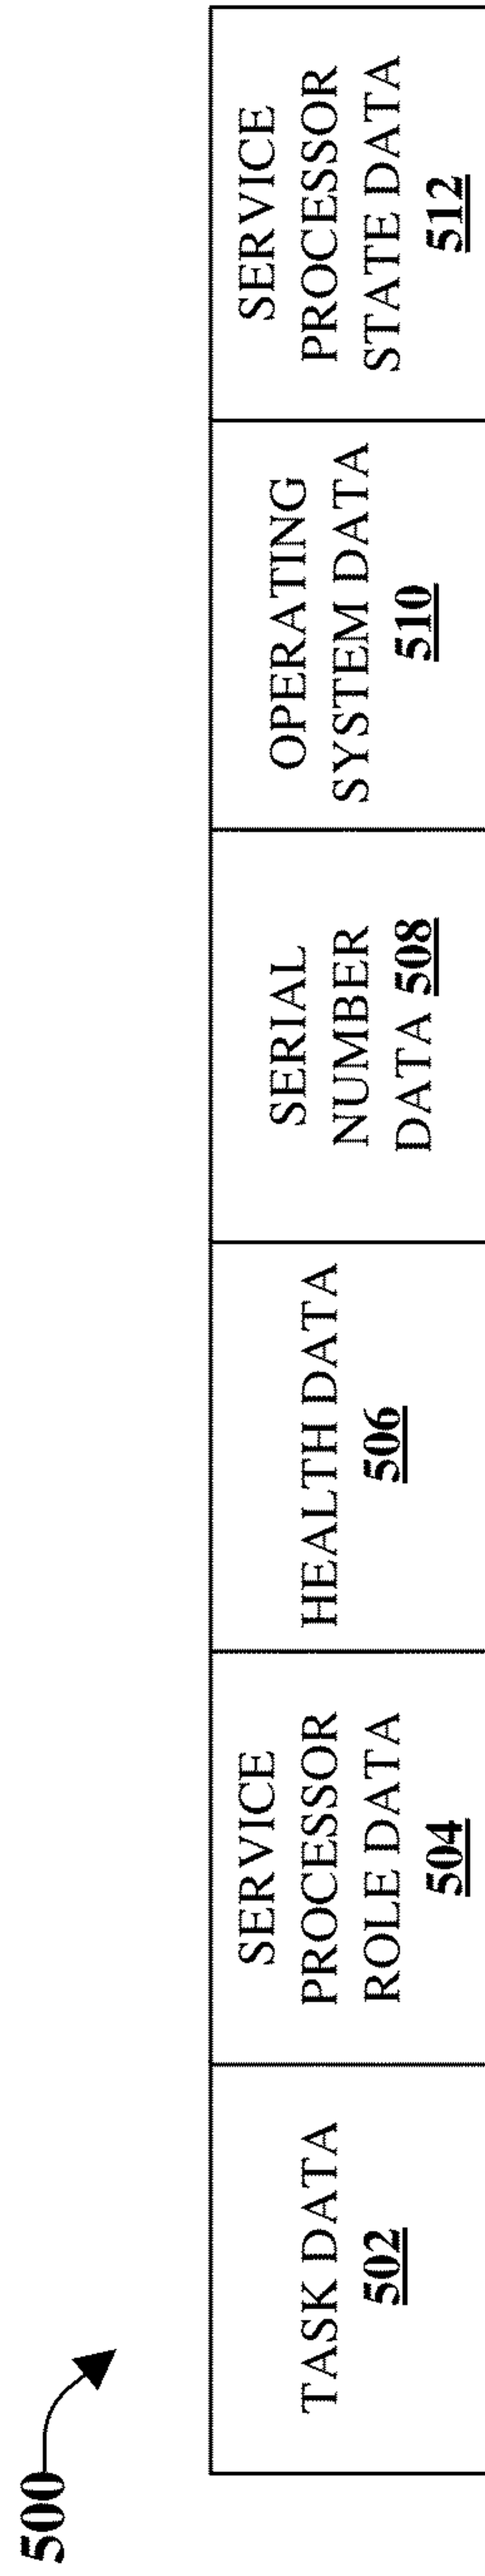 500
TASK DATA
502
SERVICE
PROCESSOR
ROLE DATA
504
HEALTH DATA
506
SERIAL
NUMBER
DATA 508
OPERATING
SYSTEM DATA
510
SERVICE
PROCESSOR
STATE DATA
512